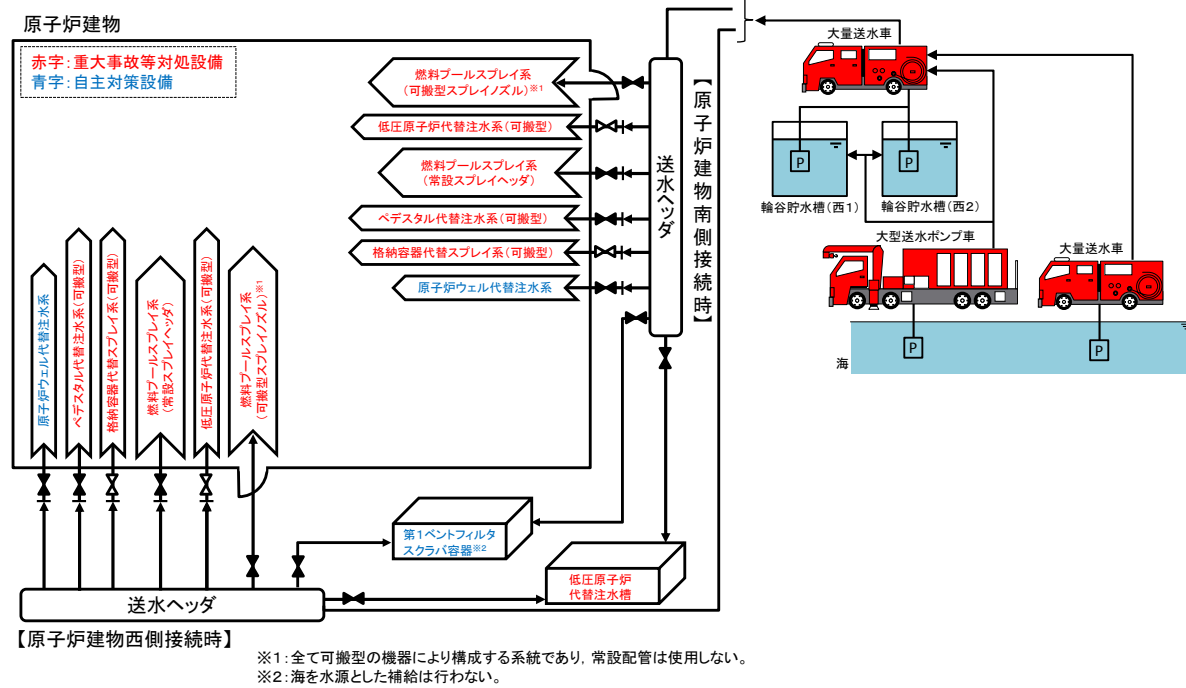 原子炉建物
赤字：重大事故等対処設備
青字：自主対策設備
燃料プールスプレイ系
（可搬型スプレイノズル）※1
低圧原子炉代替注水系（可搬型）
燃料プールスプレイ系
（常設スプレイヘッダ）
ペデスタル代替注水系（可搬型）
格納容器代替スプレイ系（可搬型）
原子炉ウェル代替注水系
送水ヘッダ
【原子炉建物南側接続時】
大量送水車
P
P
輪谷貯水槽（西1）
輪谷貯水槽（西2）
大型送水ポンプ車
大量送水車
P
P
海
原子炉ウェル代替注水系
ペデスタル代替注水系（可搬型）
格納容器代替スプレイ系（可搬型）
燃料プールスプレイ系
（常設スプレイヘッダ）
低圧原子炉代替注水系（可搬型）
燃料プールスプレイ系
（可搬型スプレイノズル）※1
第1ベントフィルタ
スクラバ容器※2
低圧原子炉
代替注水槽
送水ヘッダ
【原子炉建物西側接続時】
※1：全て可搬型の機器により構成する系統であり，常設配管は使用しない。
※2：海を水源とした補給は行わない。